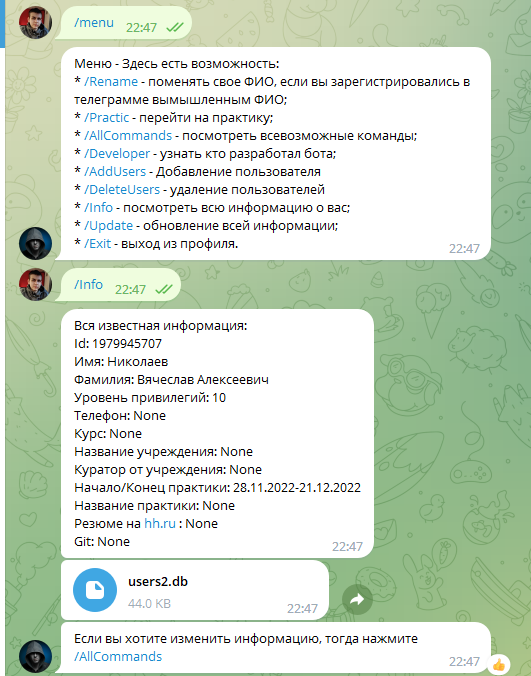 /menu
22:47
Меню - Здесь есть возможность:
* /Rename - поменять свое ФИО, если вы зарегистрировались в
телеграмме вымышленным ФИО;
* /Practic - перейти на практику;
* /AllCommands - посмотреть всевозможные команды;
* /Developer - узнать кто разработал бота;
* /AddUsers - Добавление пользователя
* /DeleteUsers - удаление пользователей
* /Info - посмотреть всю информацию о вас;
* /Update - обновление всей информации;
* /Exit - выход из профиля.
22:47
/Info
22:47
Вся известная информация:
Id: 1979945707
Имя: Николаев
Фамилия: Вячеслав Алексеевич
Уровень привилегий: 10
Телефон: None
Курс: None
Название учреждения: None
Куратор от учреждения: None
Начало/Конец практики: 28.11.2022-21.12.2022
Название практики: None
Резюме на hh.ru : None
Git: None
22:47
users2.db
44.0 KB
22:47
Если вы хотите изменить информацию, тогда нажмите
/AllCommands
22:47